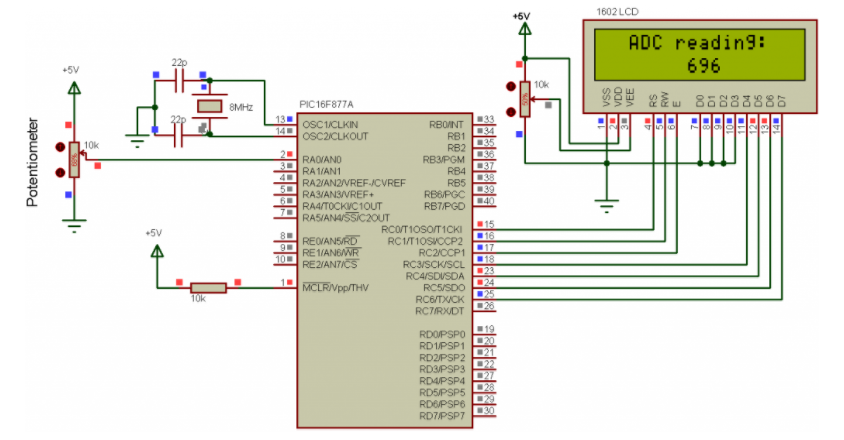 +5V
1602 LCD
ADC reading:
696
10k
VSS
VDD
VEE
RS
RW
E
D0
D1
D2
D3
D4
D5
D6
D7
1
2
3
4
5
6
7
8
9
10
11
12
13
14
Potentiometer
+5V
10k
22p
22p
8MHz
PIC16F877A
13 OSC1/CLKIN
14 OSC2/CLKOUT
2 RA0/AN0
3 RA1/AN1
4 RA2/AN2/VREF-/CVREF
5 RA3/AN3/VREF+
6 RA4/T0CKI/C1OUT
7 RA5/AN4/SS/C2OUT
8 RE0/AN5/RD
9 RE1/AN6/WR
10 RE2/AN7/CS
1 MCLR/Vpp/THV
+5V
10k
RB0/INT 33
RB1 34
RB2 35
RB3/PGM 36
RB4 37
RB5 38
RB6/PGC 39
RB7/PGD 40
RC0/T1OSO/T1CKI 15
RC1/T1OSI/CCP2 16
RC2/CCP1 17
RC3/SCK/SCL 18
RC4/SDI/SDA 23
RC5/SDO 24
RC6/TX/CK 25
RC7/RX/DT 26
RD0/PSP0 19
RD1/PSP1 20
RD2/PSP2 21
RD3/PSP3 22
RD4/PSP4 27
RD5/PSP5 28
RD6/PSP6 29
RD7/PSP7 30